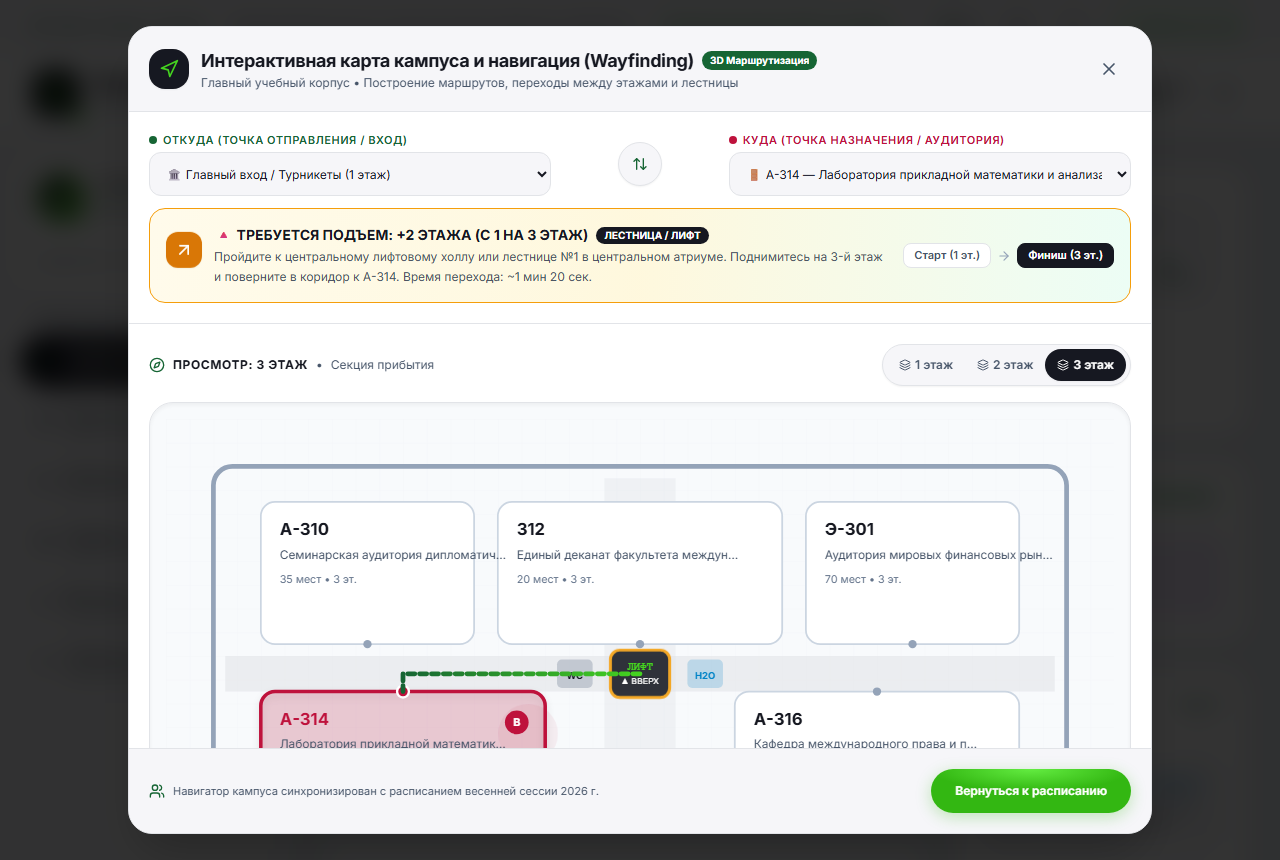 Интерактивная карта кампуса и навигация (Wayfinding) 3D Маршрутизация
Главный учебный корпус • Построение маршрутов, переходы между этажами и лестницы
ОТКУДА (ТОЧКА ОТПРАВЛЕНИЯ / ВХОД)
КУДА (ТОЧКА НАЗНАЧЕНИЯ / АУДИТОРИЯ)
Главный вход / Турникеты (1 этаж)
А-314 — Лаборатория прикладной математики и анализа
ТРЕБУЕТСЯ ПОДЪЕМ: +2 ЭТАЖА (С 1 НА 3 ЭТАЖ) ЛЕСТНИЦА / ЛИФТ
Пройдите к центральному лифтовому холлу или лестнице №1 в центральном атриуме. Поднимитесь на 3-й этаж
и поверните в коридор к А-314. Время перехода: ~1 мин 20 сек.
Старт (1 эт.) → Финиш (3 эт.)
ПРОСМОТР: 3 ЭТАЖ • Секция прибытия
1 этаж 2 этаж 3 этаж
А-310
Семинарская аудитория дипломатич...
35 мест • 3 эт.
312
Единый деканат факультета междун...
20 мест • 3 эт.
Э-301
Аудитория мировых финансовых рын...
70 мест • 3 эт.
WC
ЛИФТ
▲ ВВЕРХ
H2O
А-314
B
Лаборатория прикладной математик...
А-316
Кафедра международного права и п...
Навигатор кампуса синхронизирован с расписанием весенней сессии 2026 г.
Вернуться к расписанию